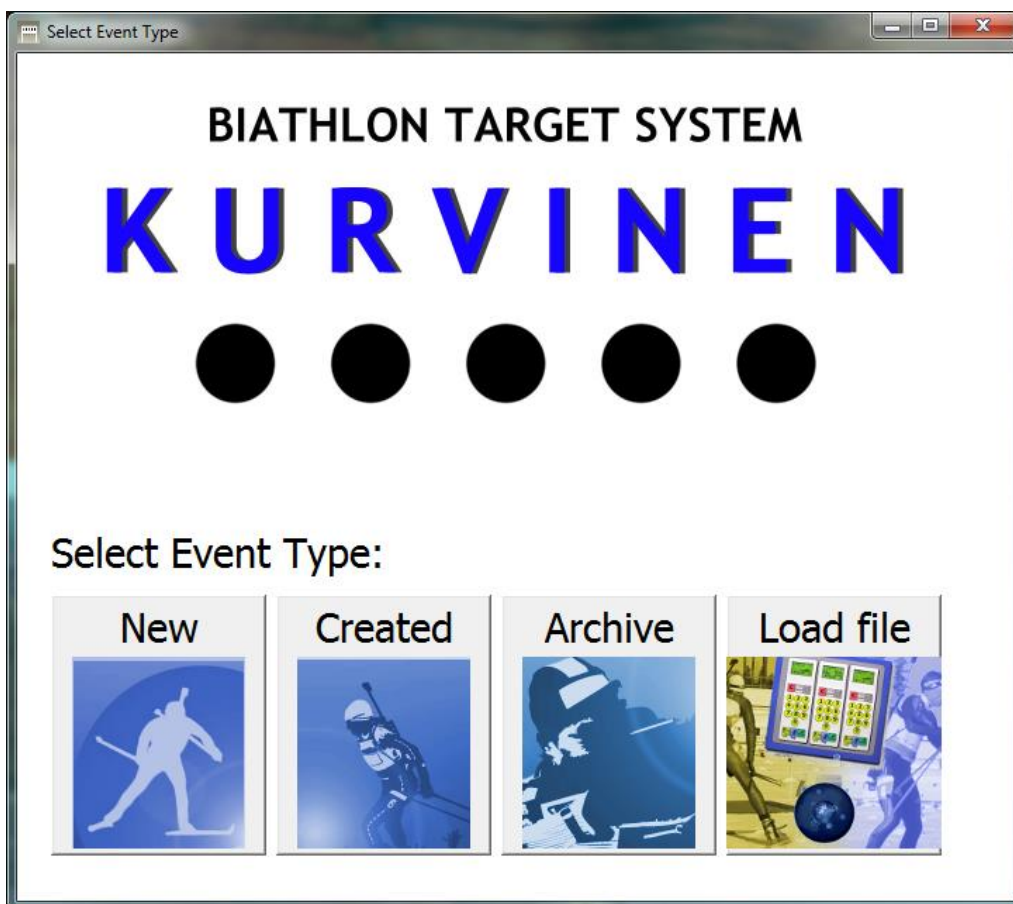 Select Event Type
BIATHLON TARGET SYSTEM
KURVINEN
Select Event Type:
New
Created
Archive
Load file